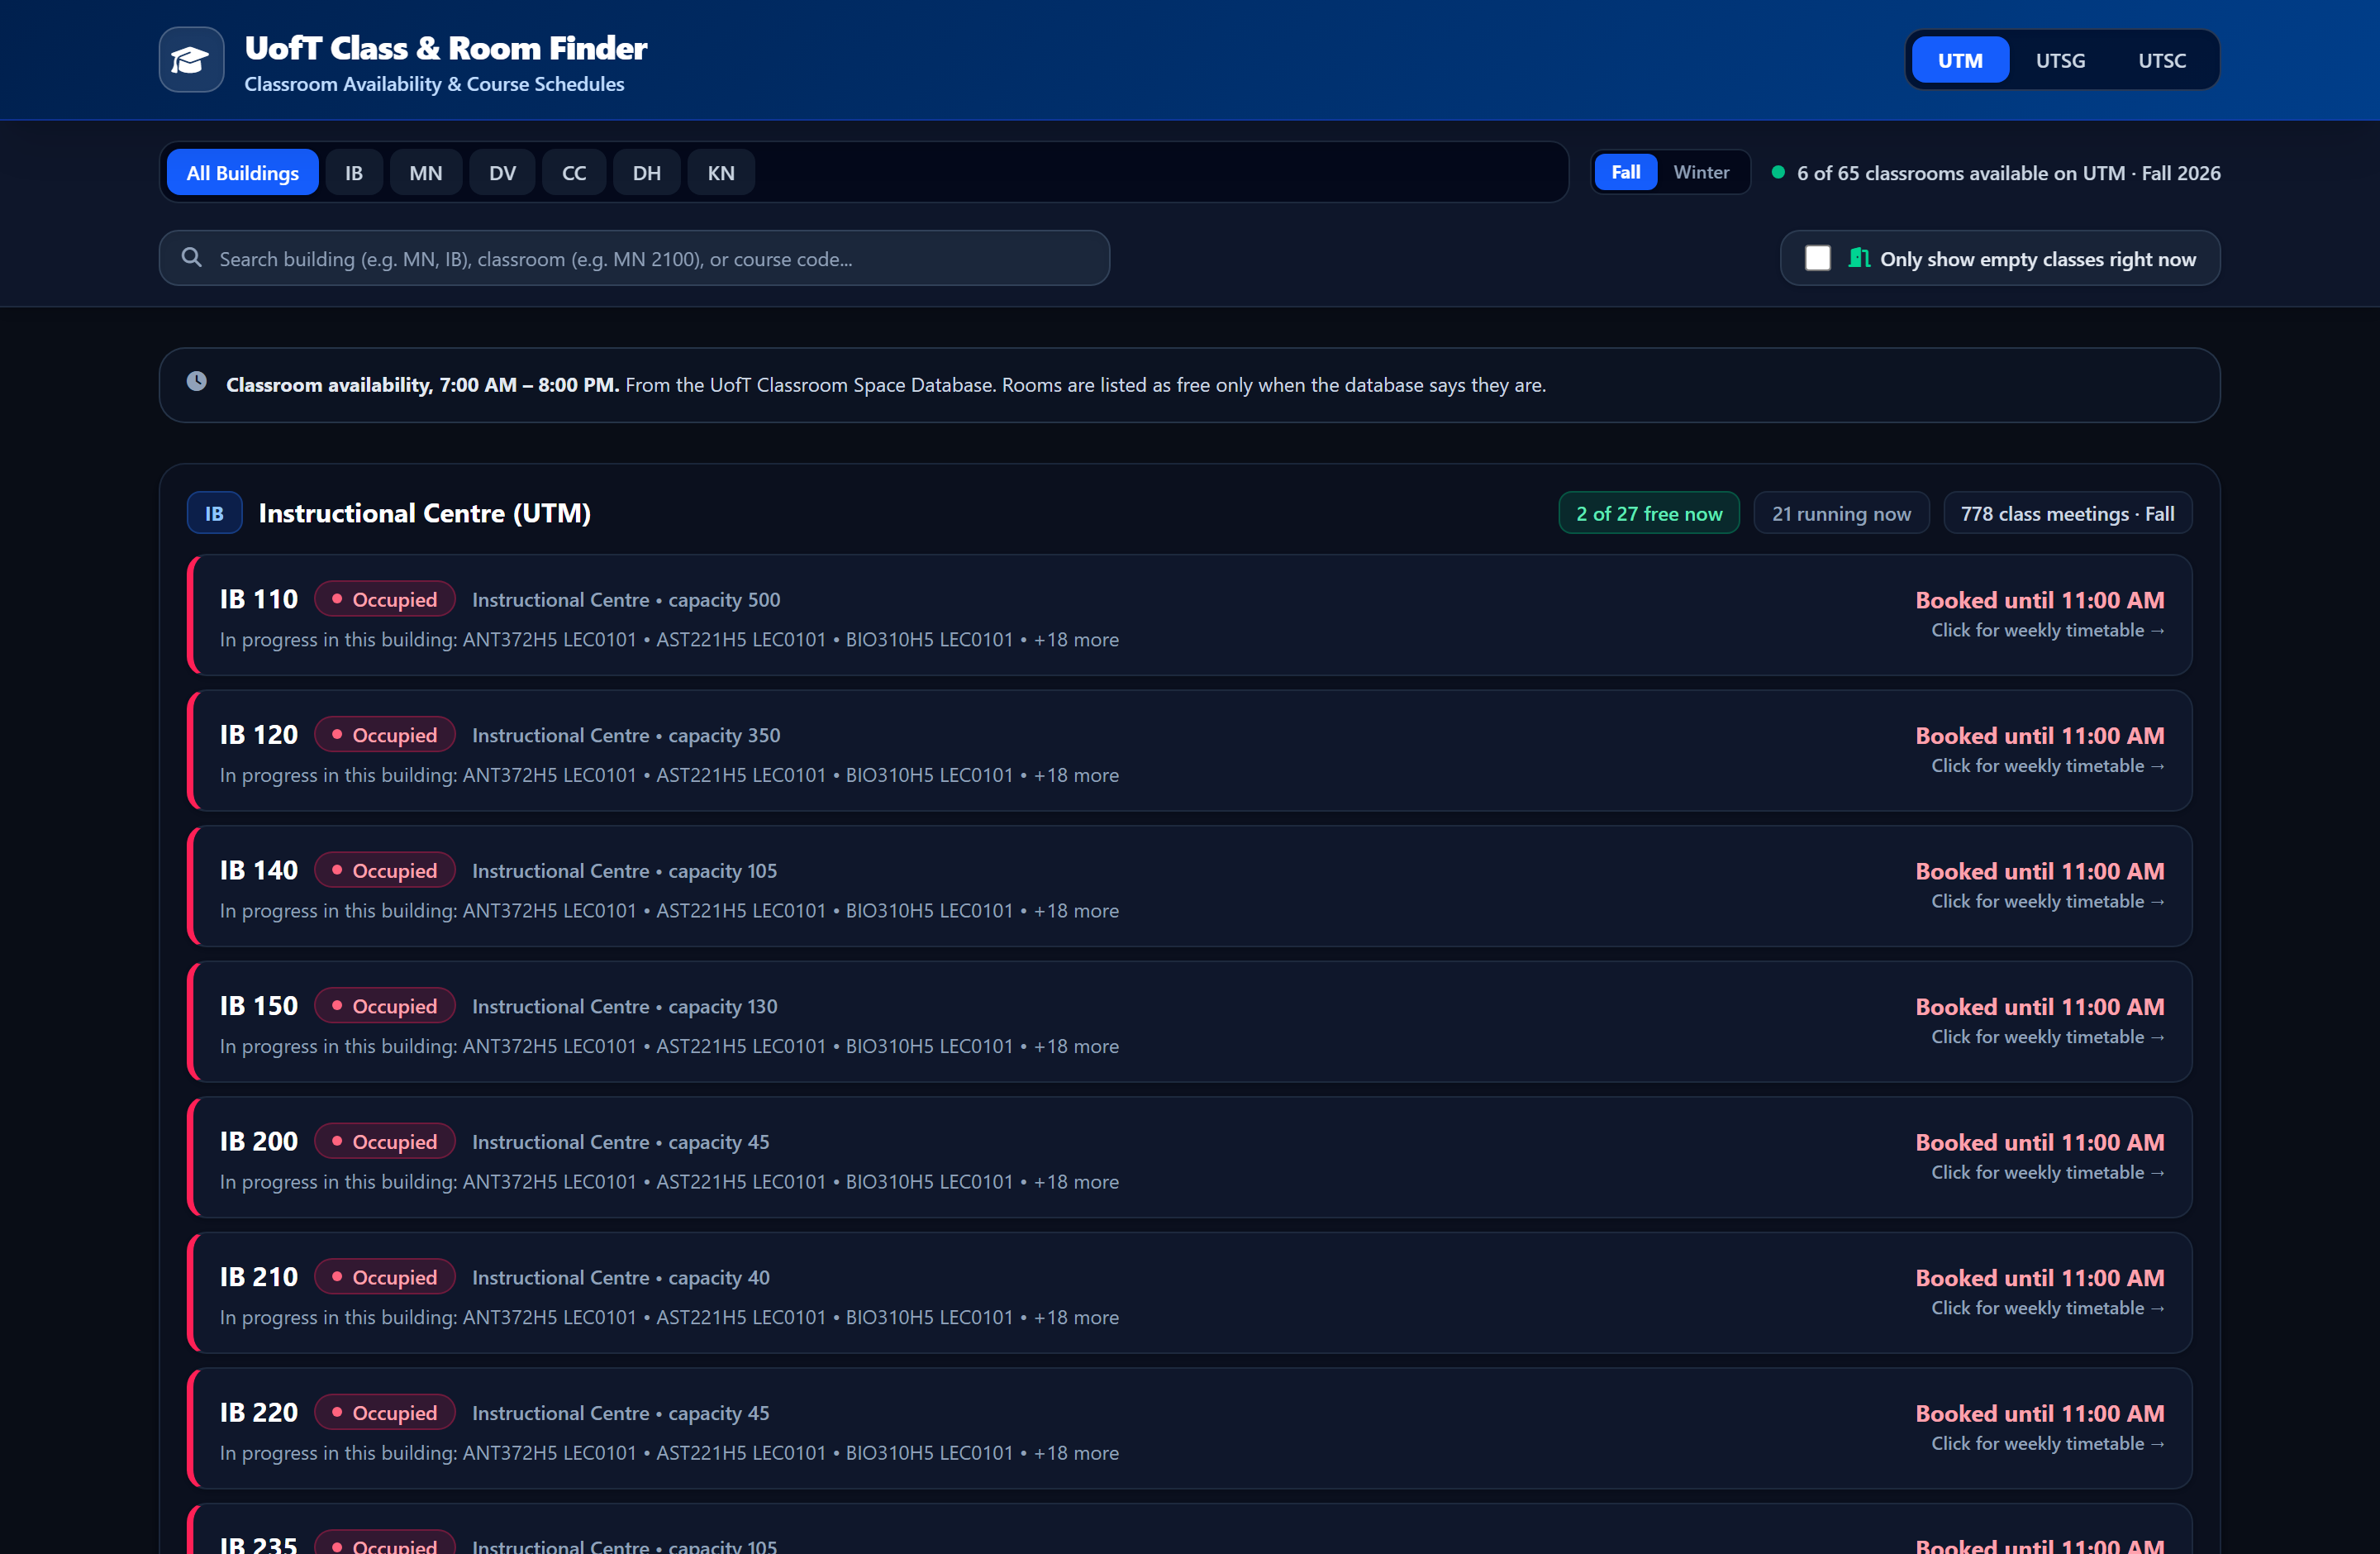 UofT Class & Room Finder
Classroom Availability & Course Schedules
UTM UTSG UTSC
All Buildings IB MN DV CC DH KN
Fall Winter
6 of 65 classrooms available on UTM · Fall 2026
Search building (e.g. MN, IB), classroom (e.g. MN 2100), or course code...
Only show empty classes right now
Classroom availability, 7:00 AM – 8:00 PM. From the UofT Classroom Space Database. Rooms are listed as free only when the database says they are.
IB Instructional Centre (UTM)
2 of 27 free now 21 running now 778 class meetings · Fall
IB 110 Occupied Instructional Centre • capacity 500
Booked until 11:00 AM
In progress in this building: ANT372H5 LEC0101 • AST221H5 LEC0101 • BIO310H5 LEC0101 • +18 more
Click for weekly timetable →
IB 120 Occupied Instructional Centre • capacity 350
Booked until 11:00 AM
In progress in this building: ANT372H5 LEC0101 • AST221H5 LEC0101 • BIO310H5 LEC0101 • +18 more
Click for weekly timetable →
IB 140 Occupied Instructional Centre • capacity 105
Booked until 11:00 AM
In progress in this building: ANT372H5 LEC0101 • AST221H5 LEC0101 • BIO310H5 LEC0101 • +18 more
Click for weekly timetable →
IB 150 Occupied Instructional Centre • capacity 130
Booked until 11:00 AM
In progress in this building: ANT372H5 LEC0101 • AST221H5 LEC0101 • BIO310H5 LEC0101 • +18 more
Click for weekly timetable →
IB 200 Occupied Instructional Centre • capacity 45
Booked until 11:00 AM
In progress in this building: ANT372H5 LEC0101 • AST221H5 LEC0101 • BIO310H5 LEC0101 • +18 more
Click for weekly timetable →
IB 210 Occupied Instructional Centre • capacity 40
Booked until 11:00 AM
In progress in this building: ANT372H5 LEC0101 • AST221H5 LEC0101 • BIO310H5 LEC0101 • +18 more
Click for weekly timetable →
IB 220 Occupied Instructional Centre • capacity 45
Booked until 11:00 AM
In progress in this building: ANT372H5 LEC0101 • AST221H5 LEC0101 • BIO310H5 LEC0101 • +18 more
Click for weekly timetable →
IB 235 Occupied Instructional Centre • capacity 105
Booked until 11:00 AM